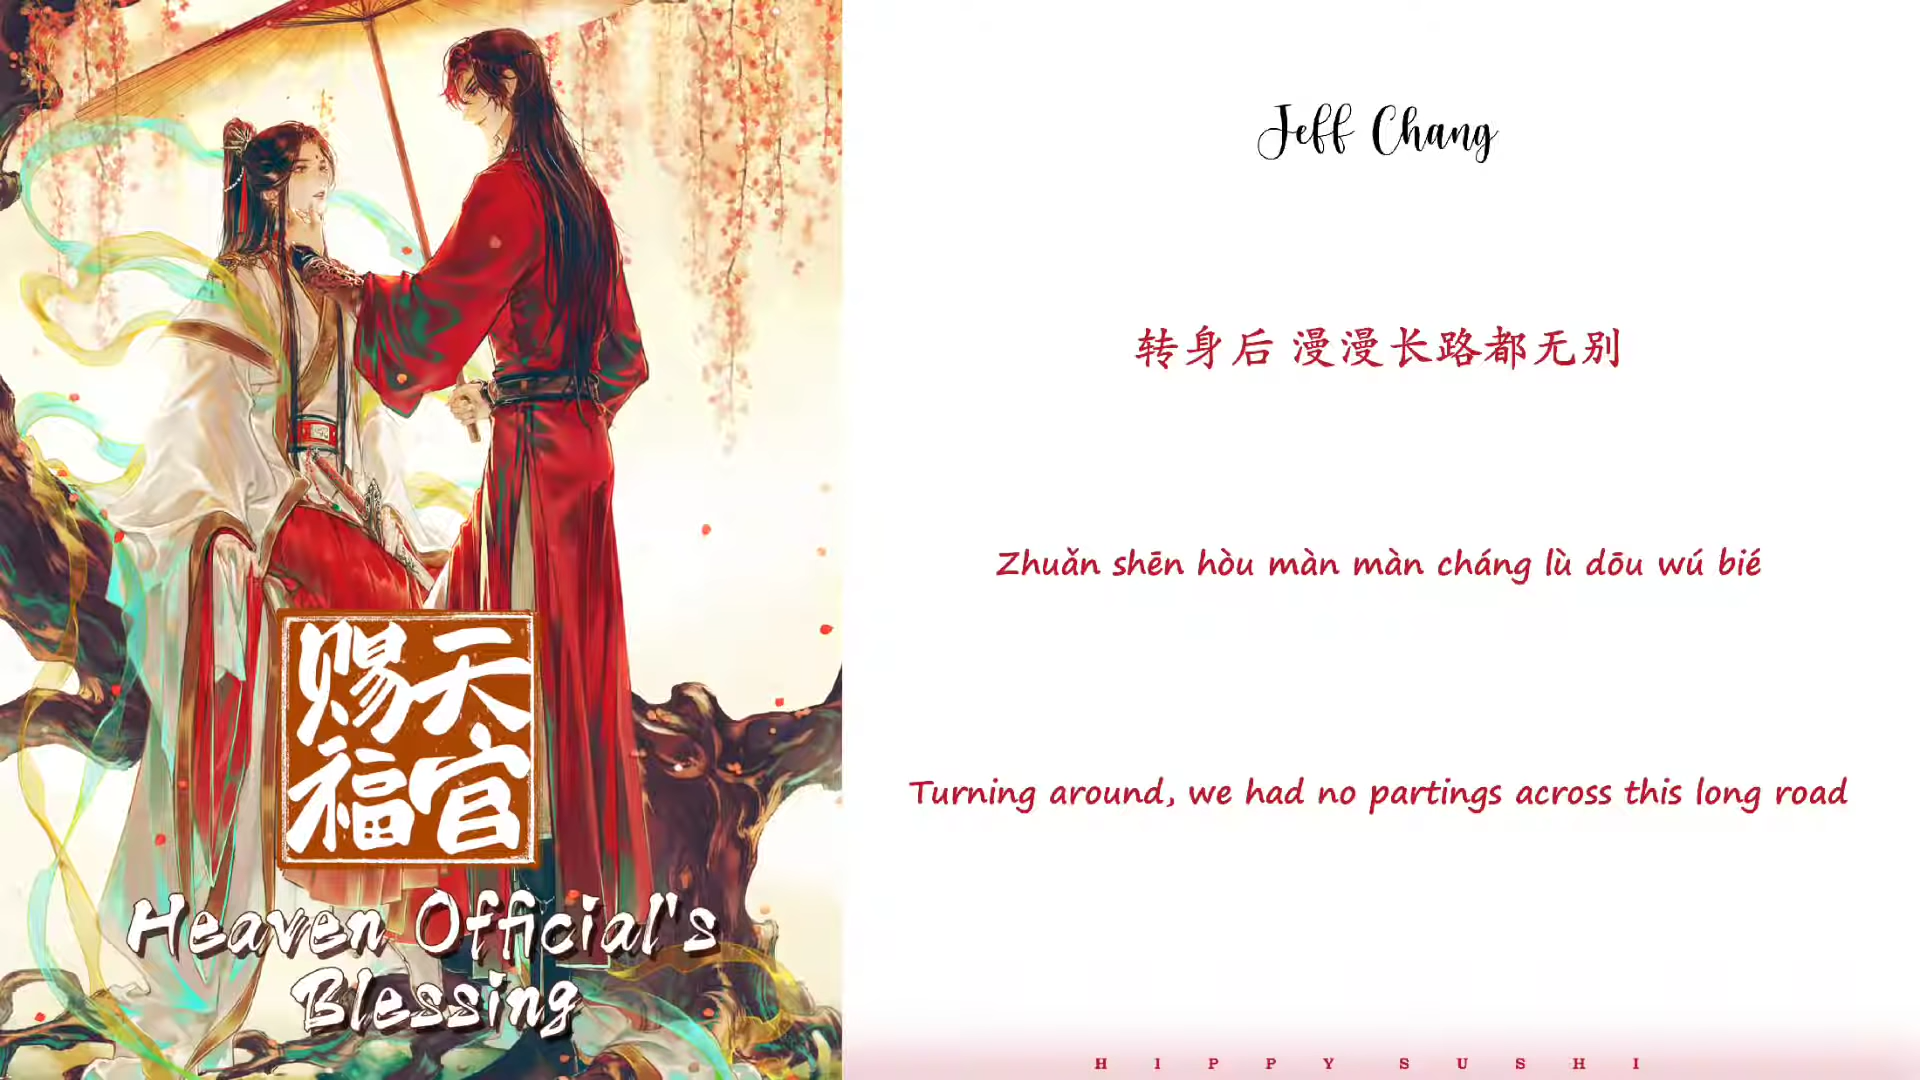 天官
赐福
Heaven Official's
Blessing
Jeff Chang
转身后 漫漫长路都无别
Zhuǎn shēn hòu màn màn cháng lù dōu wú bié
Turning around, we had no partings across this long road
HIPPY SUSHI